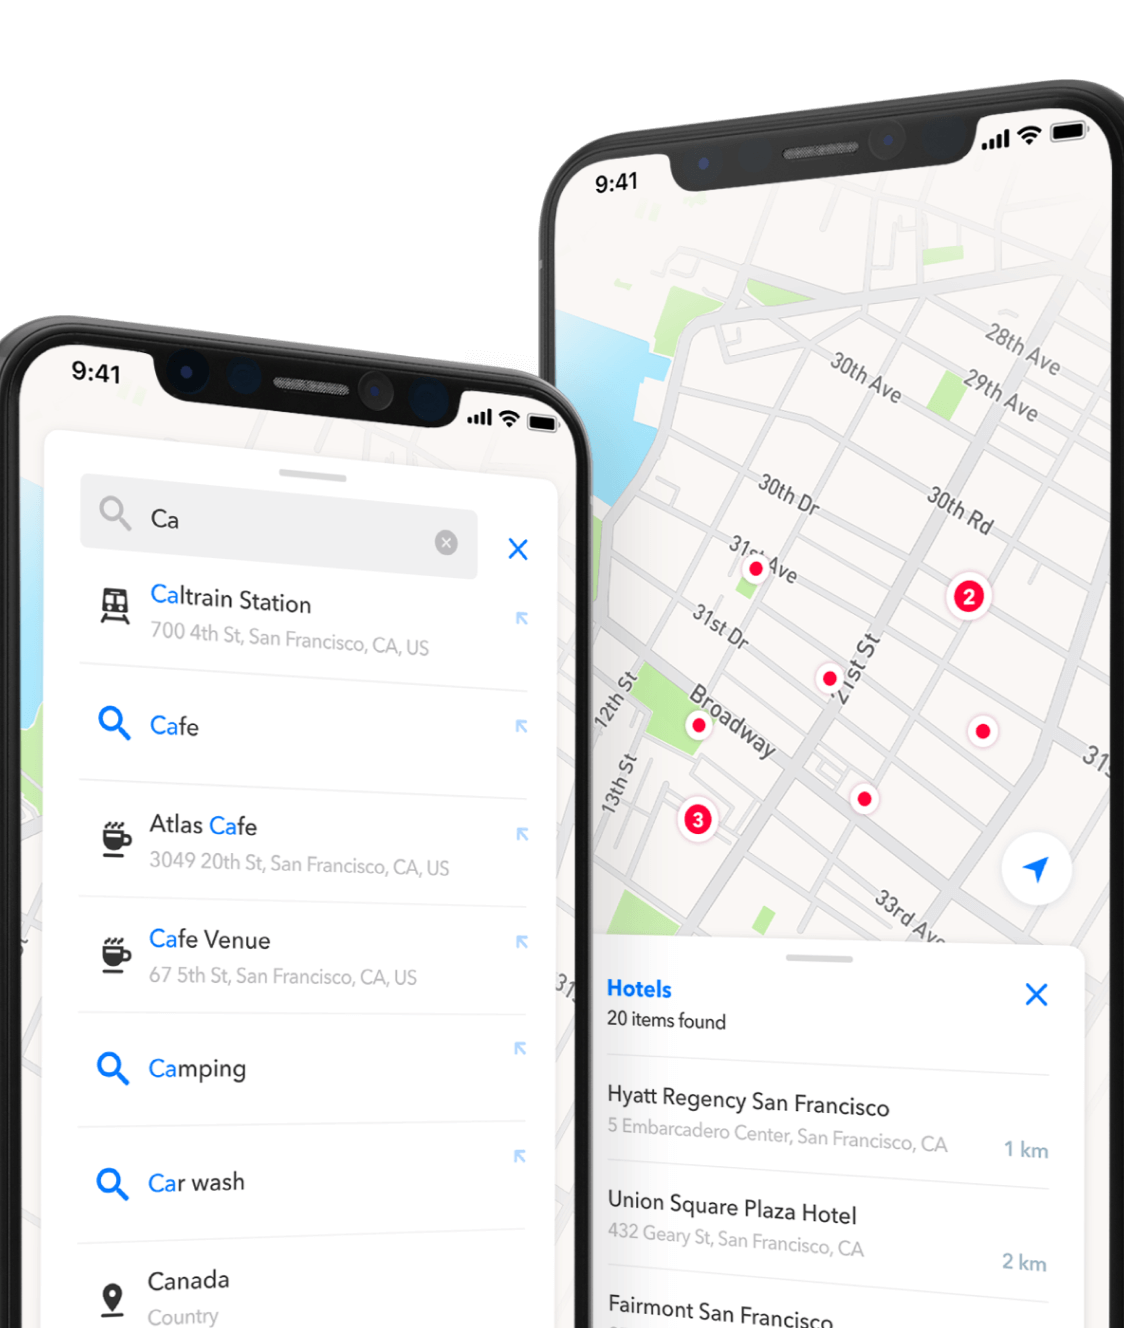 9:41
Ca
Caltrain Station
700 4th St, San Francisco, CA, US
Cafe
Atlas Cafe
3049 20th St, San Francisco, CA, US
Cafe Venue
67 5th St, San Francisco, CA, US
Camping
Car wash
Canada
Country
31
9:41
28th Ave
29th Ave
30th Ave
30th Dr
30th Rd
31st Ave
2
31st Dr
21st St
12th St
Broadway
13th St
31s
3
33rd Ave
Hotels
20 items found
Hyatt Regency San Francisco
5 Embarcadero Center, San Francisco, CA
1 km
Union Square Plaza Hotel
432 Geary St, San Francisco, CA
2 km
Fairmont San Francisco